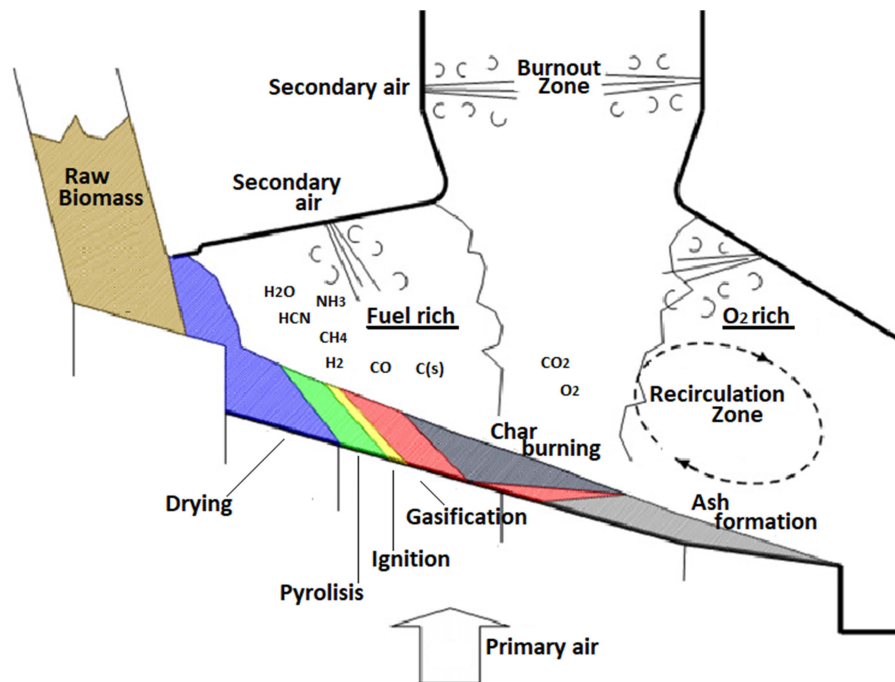 Burnout
Zone
Secondary air
Raw
Biomass
Secondary
air
H2O
NH3
HCN
Fuel rich
O2 rich
CH4
H2
CO
C(s)
CO2
O2
Recirculation
Zone
Char
burning
Drying
Gasification
Ash
formation
Ignition
Pyrolisis
Primary air